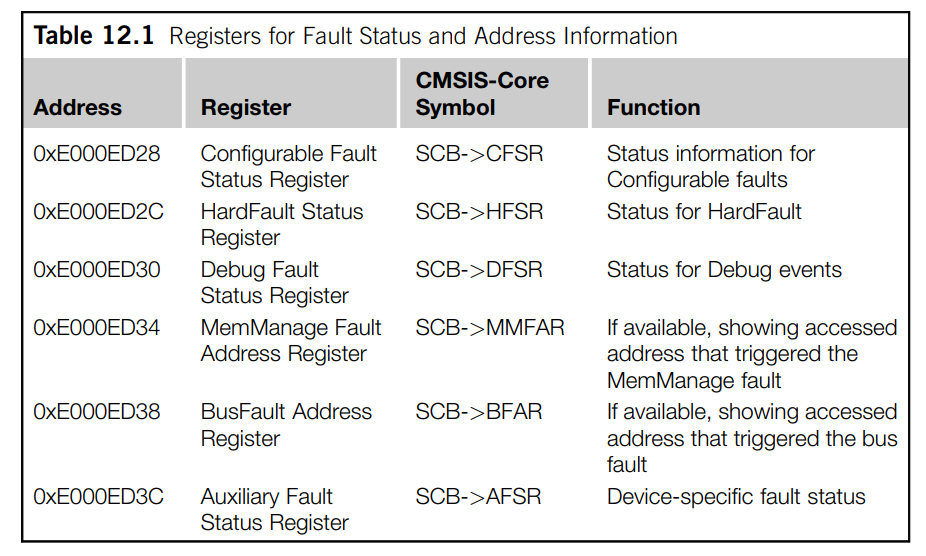 Table 12.1 Registers for Fault Status and Address Information
Address Register CMSIS-Core Symbol Function
0xE000ED28 Configurable Fault SCB->CFSR Status information for
Status Register Configurable faults
0xE000ED2C HardFault Status SCB->HFSR Status for HardFault
Register
0xE000ED30 Debug Fault SCB->DFSR Status for Debug events
Status Register
0xE000ED34 MemManage Fault SCB->MMFAR If available, showing accessed
Address Register address that triggered the
MemManage fault
0xE000ED38 BusFault Address SCB->BFAR If available, showing accessed
Register address that triggered the bus
fault
0xE000ED3C Auxiliary Fault SCB->AFSR Device-specific fault status
Status Register